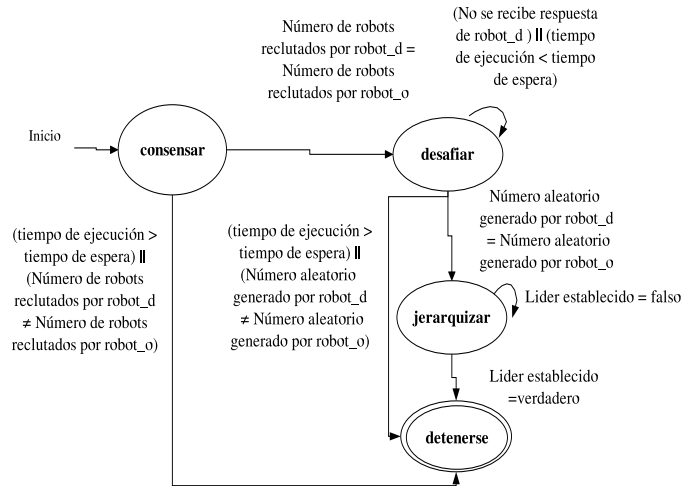 Número de robots
reclutados por robot_d =
Número de robots
reclutados por robot_o
(No se recibe respuesta
de robot_d ) || (tiempo
de ejecución < tiempo
de espera)
Inicio
consensar
desafiar
Número aleatorio
generado por robot_d
= Número aleatorio
generado por robot_o
(tiempo de ejecución >
tiempo de espera) ||
(Número de robots
reclutados por robot_d
≠ Número de robots
reclutados por robot_o)
(tiempo de ejecución >
tiempo de espera) ||
(Número aleatorio
generado por robot_d
≠ Número aleatorio
generado por robot_o)
jerarquizar
Lider establecido = falso
Lider establecido
=verdadero
detenerse